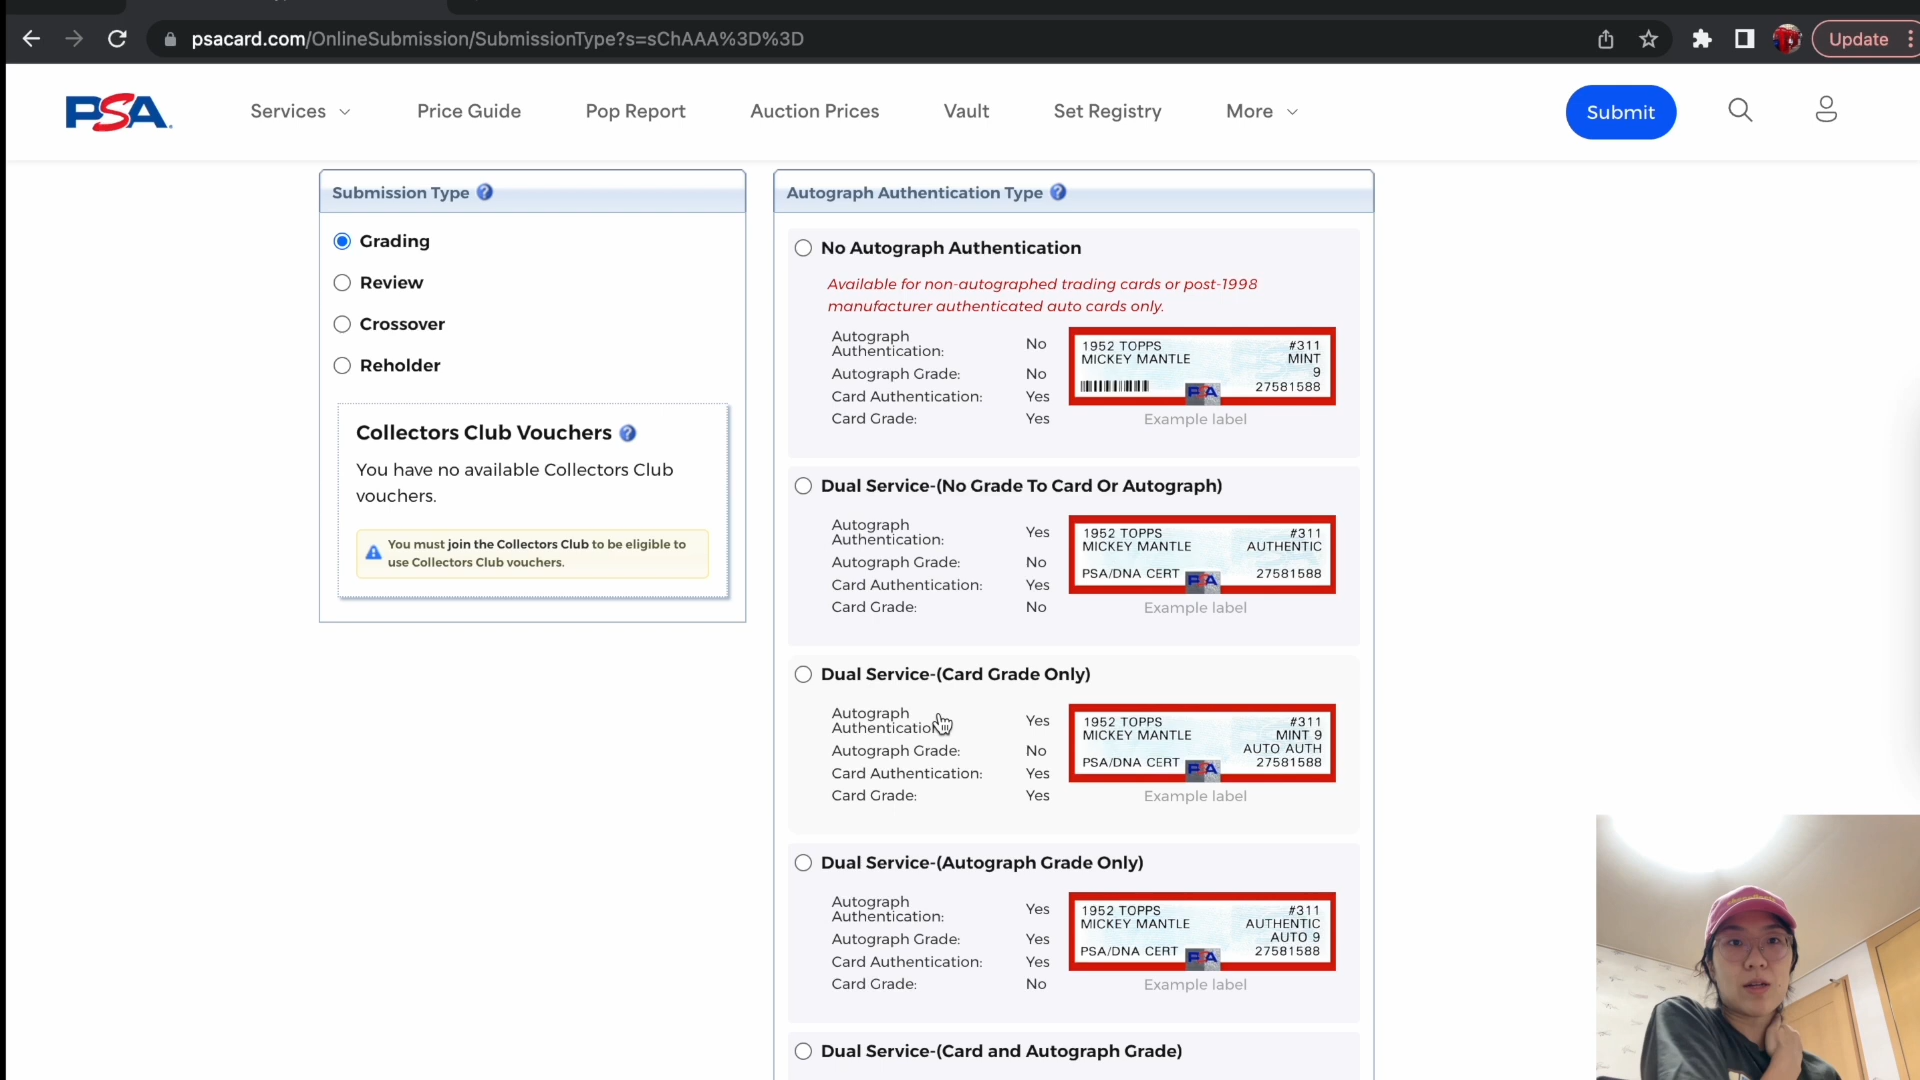 psacard.com/OnlineSubmission/SubmissionType?s=sChAAA%3D%3D
Update
PSA
Services
Price Guide
Pop Report
Auction Prices
Vault
Set Registry
More
Submit
Submission Type ?
Grading
Review
Crossover
Reholder
Collectors Club Vouchers ?
You have no available Collectors Club
vouchers.
You must join the Collectors Club to be eligible to
use Collectors Club vouchers.
Autograph Authentication Type ?
No Autograph Authentication
Available for non-autographed trading cards or post-1998
manufacturer authenticated auto cards only.
Autograph
Authentication: No
Autograph Grade: No
Card Authentication: Yes
Card Grade: Yes
1952 TOPPS #311
MICKEY MANTLE MINT
9
PSA 27581588
Example label
Dual Service-(No Grade To Card Or Autograph)
Autograph
Authentication: Yes
Autograph Grade: No
Card Authentication: Yes
Card Grade: No
1952 TOPPS #311
MICKEY MANTLE AUTHENTIC
PSA/DNA CERT PSA 27581588
Example label
Dual Service-(Card Grade Only)
Autograph
Authentication Yes
Autograph Grade: No
Card Authentication: Yes
Card Grade: Yes
1952 TOPPS #311
MICKEY MANTLE MINT 9
AUTO AUTH
PSA/DNA CERT PSA 27581588
Example label
Dual Service-(Autograph Grade Only)
Autograph
Authentication: Yes
Autograph Grade: Yes
Card Authentication: Yes
Card Grade: No
1952 TOPPS #311
MICKEY MANTLE AUTHENTIC
AUTO 9
PSA/DNA CERT PSA 27581588
Example label
Dual Service-(Card and Autograph Grade)